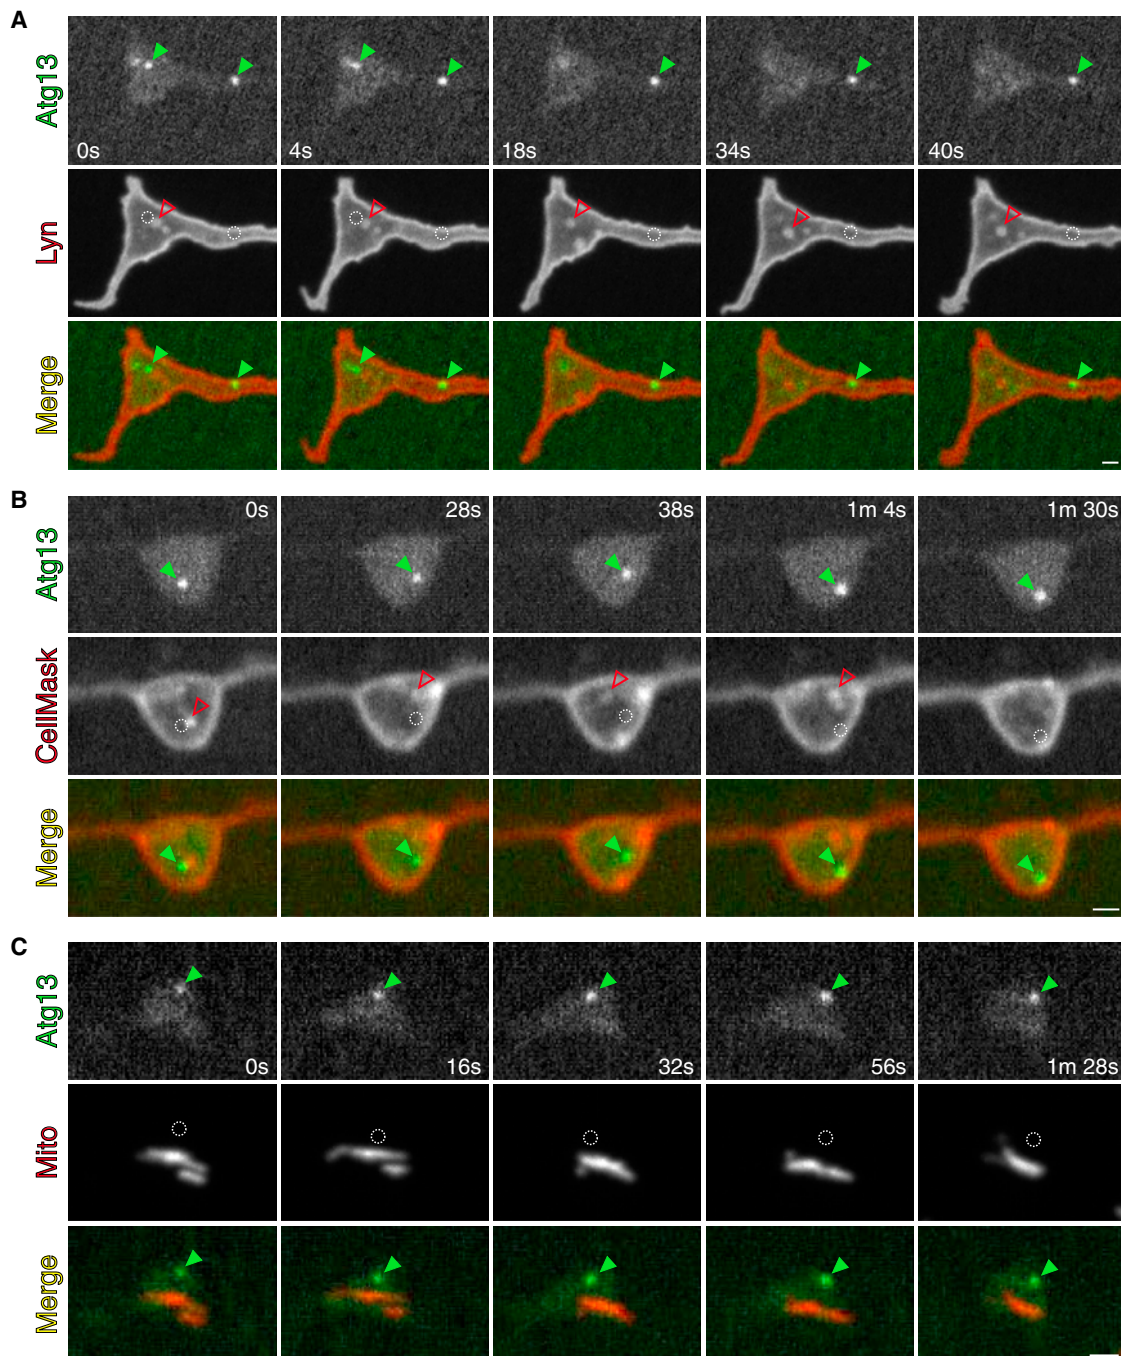 A
Atg13
0s
4s
18s
34s
40s
Lyn
Merge
B
Atg13
0s
28s
38s
1m 4s
1m 30s
CellMask
Merge
C
Atg13
0s
16s
32s
56s
1m 28s
Mito
Merge